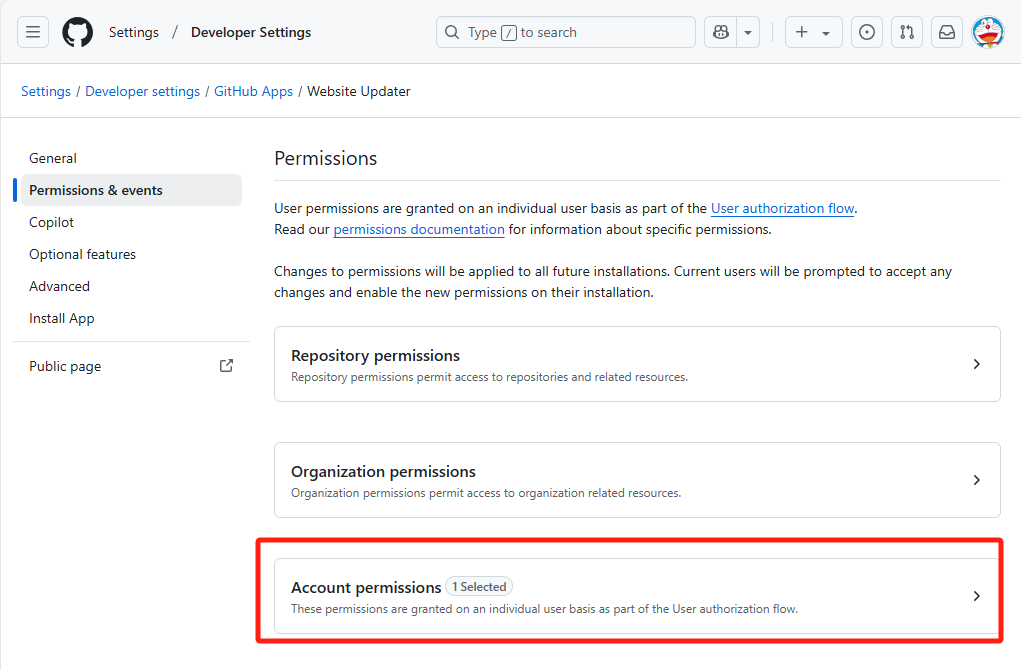 Settings / Developer Settings
Type / to search
Settings / Developer settings / GitHub Apps / Website Updater
General
Permissions & events
Copilot
Optional features
Advanced
Install App
Public page
Permissions
User permissions are granted on an individual user basis as part of the User authorization flow.
Read our permissions documentation for information about specific permissions.
Changes to permissions will be applied to all future installations. Current users will be prompted to accept any
changes and enable the new permissions on their installation.
Repository permissions
Repository permissions permit access to repositories and related resources.
Organization permissions
Organization permissions permit access to organization related resources.
Account permissions 1 Selected
These permissions are granted on an individual user basis as part of the User authorization flow.